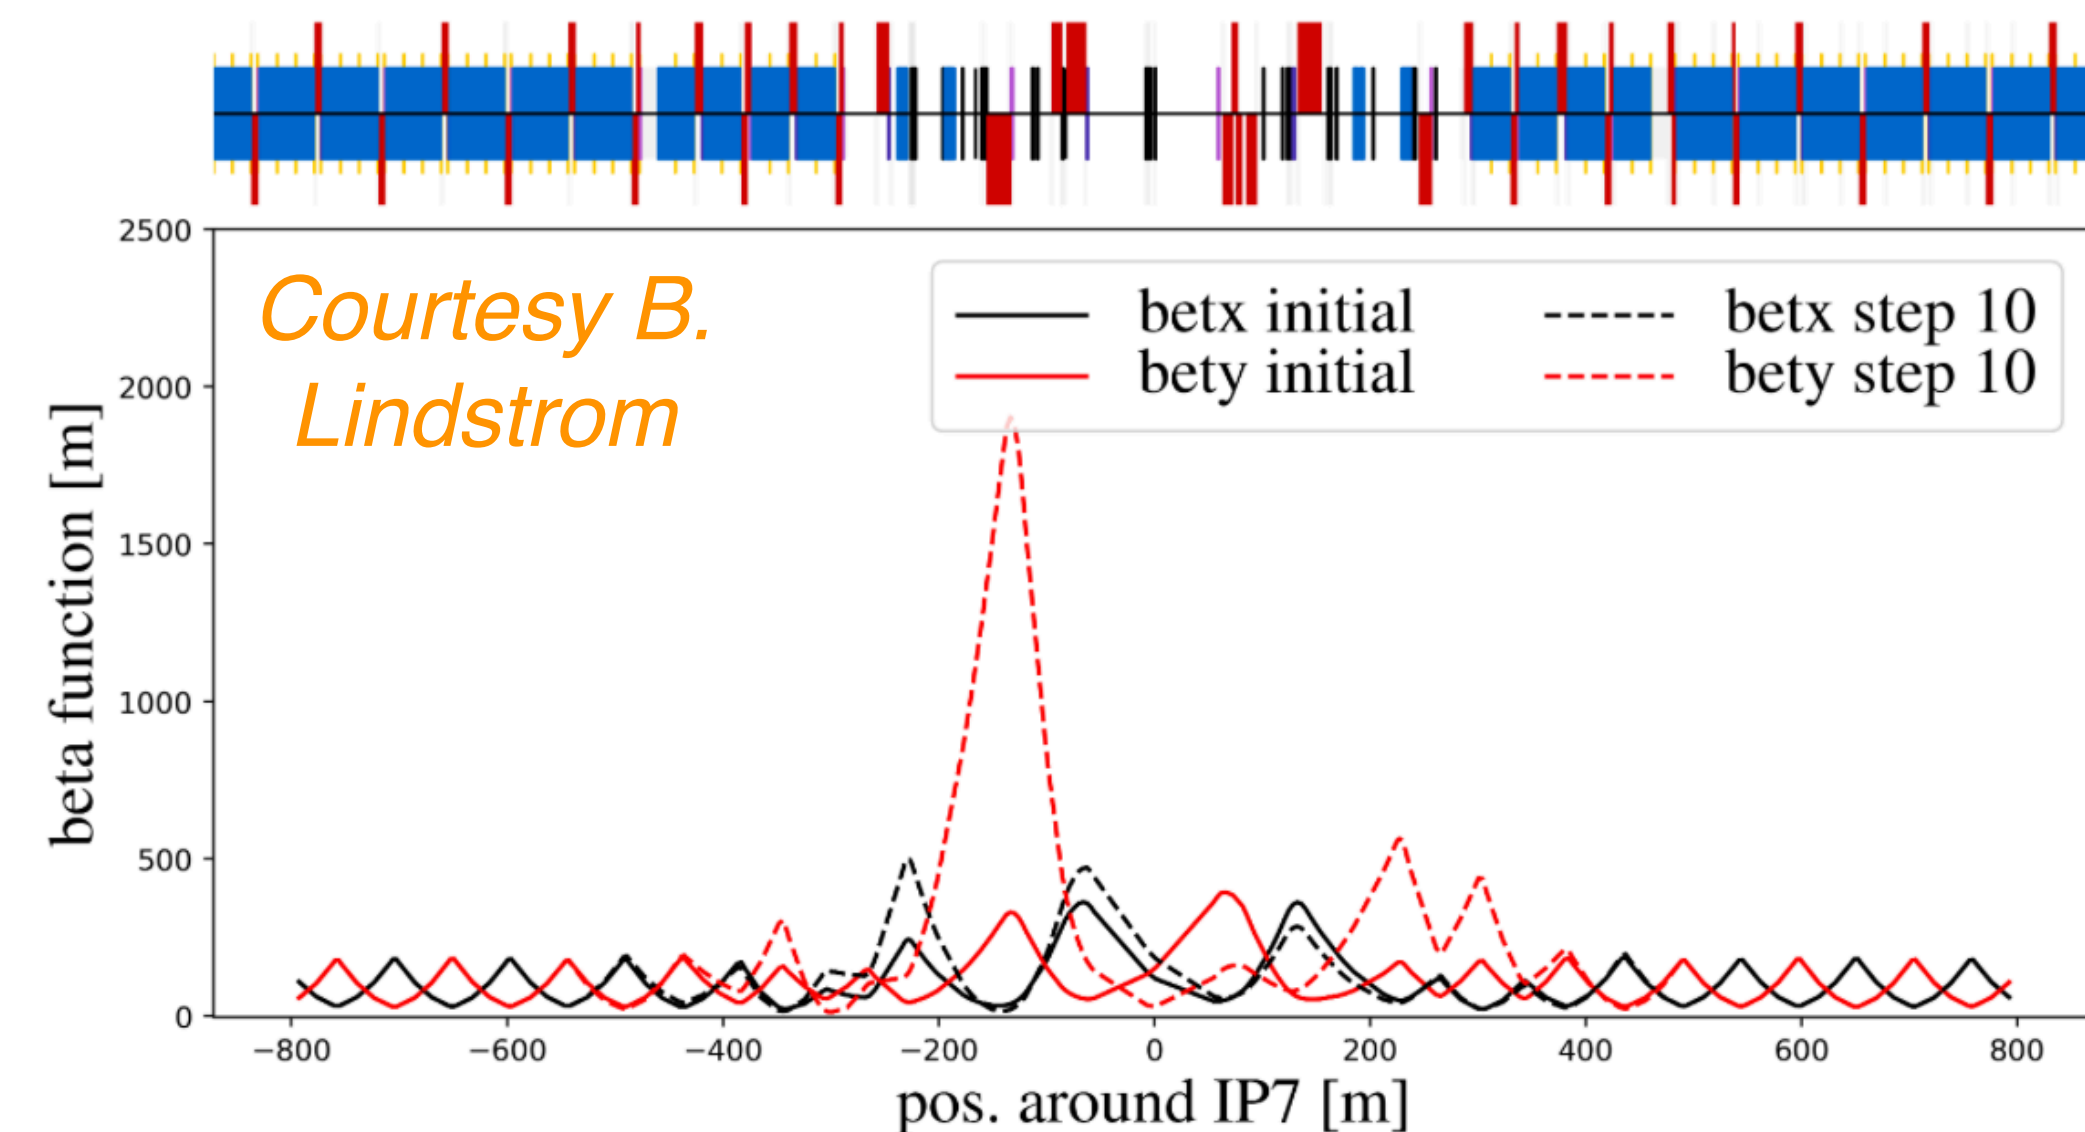 2500
2000
1500
1000
500
0
beta function [m]
Courtesy B.
Lindstrom
betx initial
betx step 10
bety initial
bety step 10
−800 −600 −400 −200 0 200 400 600 800
pos. around IP7 [m]